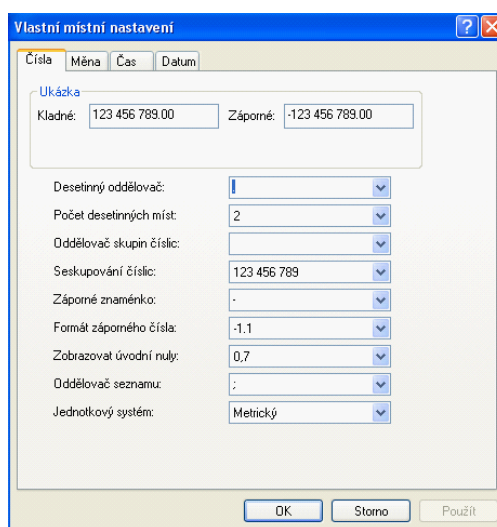 Vlastní místní nastavení
Čísla Měna Čas Datum
Ukázka
Kladné: 123 456 789.00 Záporné: -123 456 789.00
Desetinný oddělovač: .
Počet desetinných míst: 2
Oddělovač skupin číslic:
Seskupování číslic: 123 456 789
Záporné znaménko: -
Formát záporného čísla: -1.1
Zobrazovat úvodní nuly: 0,7
Oddělovač seznamu: ;
Jednotkový systém: Metrický
OK Storno Použít